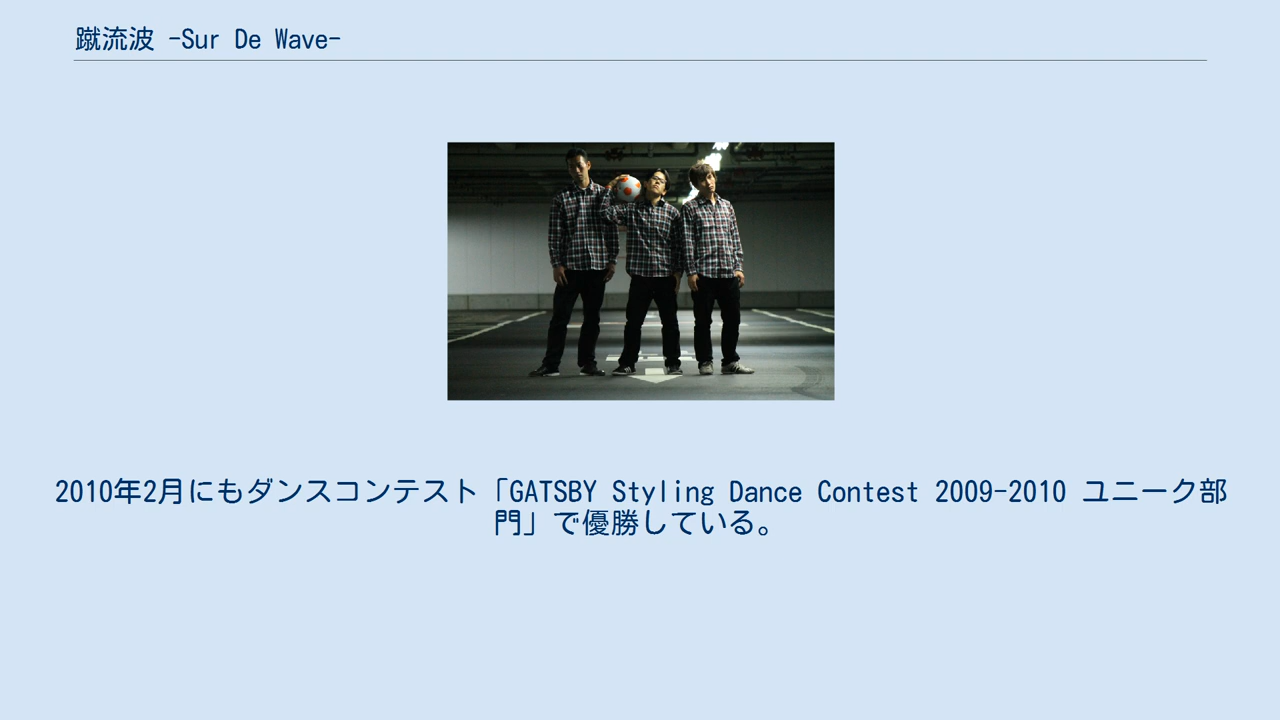 蹴流波 -Sur De Wave-
2010年2月にもダンスコンテスト「GATSBY Styling Dance Contest 2009-2010 ユニーク部
門」で優勝している。